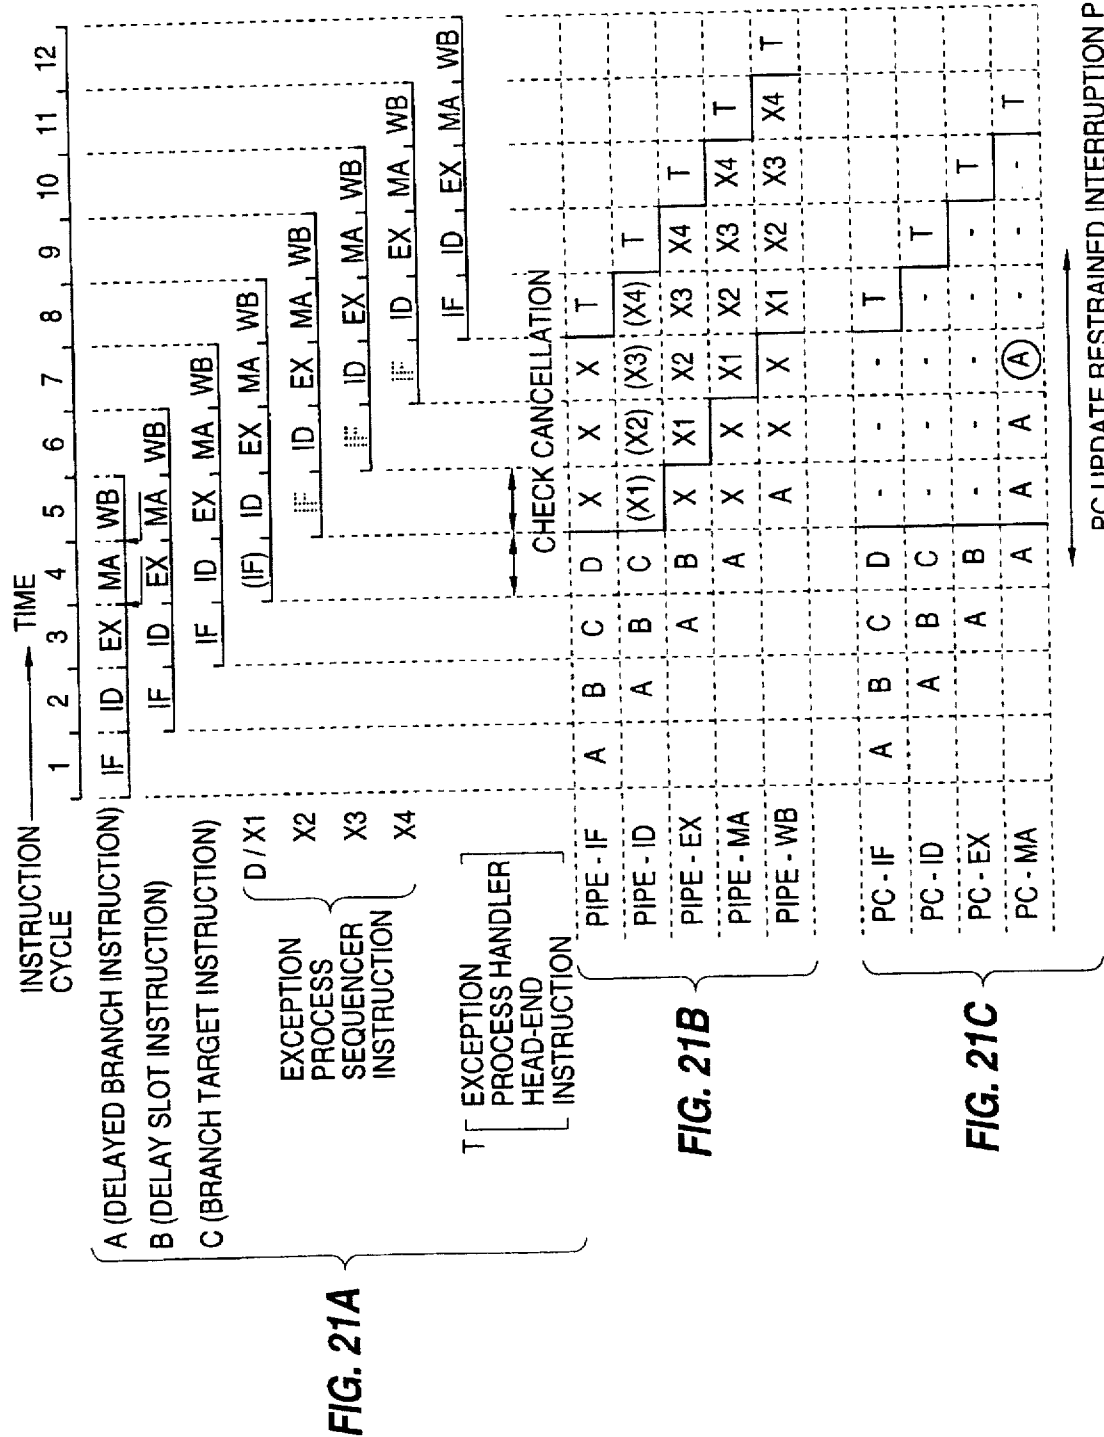 INSTRUCTION → TIME
CYCLE 1 2 3 4 5 6 7 8 9 10 11 12
A (DELAYED BRANCH INSTRUCTION) IF ID EX MA WB
B (DELAY SLOT INSTRUCTION) IF ID EX MA WB
C (BRANCH TARGET INSTRUCTION) IF ID EX MA WB
D / X1 (IF) ID EX MA WB
EXCEPTION
PROCESS
SEQUENCER
INSTRUCTION
X2 IF ID EX MA WB
X3 IF ID EX MA WB
X4 IF ID EX MA WB
T EXCEPTION
PROCESS HANDLER
HEAD-END
INSTRUCTION
IF ID EX MA WB
FIG. 21A
CHECK CANCELLATION
PIPE - IF A B C D X X X T
PIPE - ID A B C (X1) (X2) (X3) (X4) T
PIPE - EX A B X X1 X2 X3 X4 T
PIPE - MA A X X X1 X2 X3 X4 T
PIPE - WB A X X X1 X2 X3 X4 T
FIG. 21B
PC - IF A B C D - - - T
PC - ID A B C - - - - T
PC - EX A B - - - - - T
PC - MA A A A A - - - T
FIG. 21C
PC UPDATE RESTRAINED INTERRUPTION P